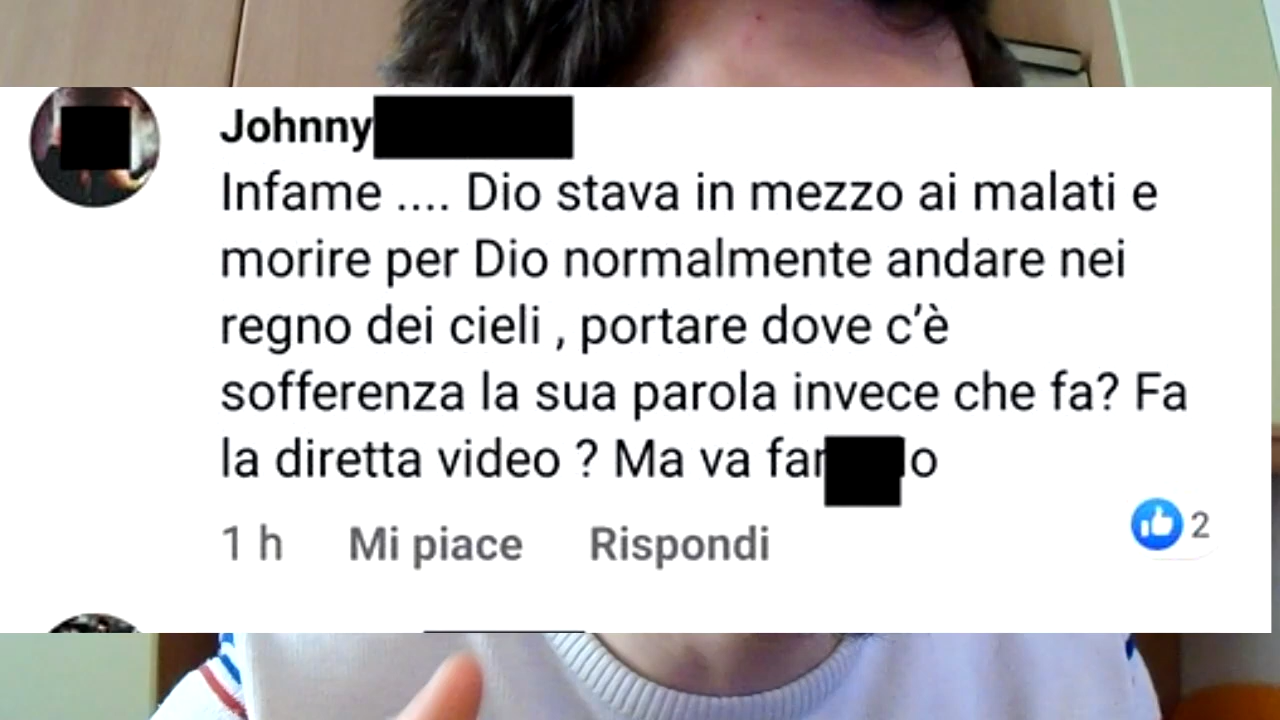 Johnny
Infame .... Dio stava in mezzo ai malati e
morire per Dio normalmente andare nei
regno dei cieli , portare dove c'è
sofferenza la sua parola invece che fa? Fa
la diretta video ? Ma va
1 h Mi piace Rispondi 2